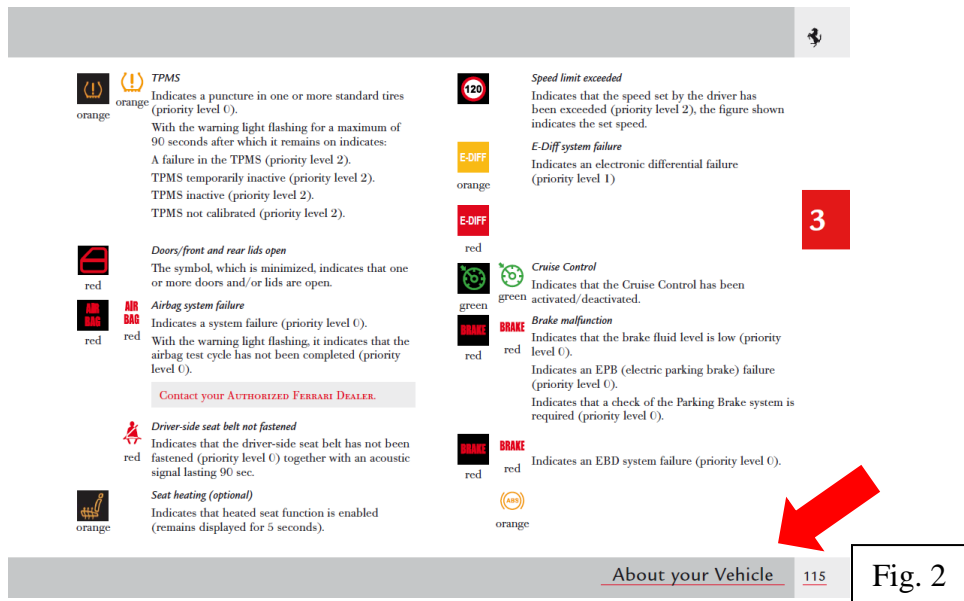 TPMS
orange
orange
Indicates a puncture in one or more standard tires
(priority level 0).
With the warning light flashing for a maximum of
90 seconds after which it remains on indicates:
A failure in the TPMS (priority level 2).
TPMS temporarily inactive (priority level 2).
TPMS inactive (priority level 2).
TPMS not calibrated (priority level 2).
Doors/front and rear lids open
The symbol, which is minimized, indicates that one
or more doors and/or lids are open.
red
AIR
BAG
red
AIR
BAG
red
Airbag system failure
Indicates a system failure (priority level 0).
With the warning light flashing, it indicates that the
airbag test cycle has not been completed (priority
level 0).
Contact your AUTHORIZED FERRARI DEALER.
Driver-side seat belt not fastened
Indicates that the driver-side seat belt has not been
red
fastened (priority level 0) together with an acoustic
signal lasting 90 sec.
Seat heating (optional)
Indicates that heated seat function is enabled
(remains displayed for 5 seconds).
orange
120
Speed limit exceeded
Indicates that the speed set by the driver has
been exceeded (priority level 2), the figure shown
indicates the set speed.
E-DIFF
orange
E-Diff system failure
Indicates an electronic differential failure
(priority level 1)
E-DIFF
red
Cruise Control
Indicates that the Cruise Control has been
activated/deactivated.
green
green
BRAKE
red
BRAKE
red
Brake malfunction
Indicates that the brake fluid level is low (priority
level 0).
Indicates an EPB (electric parking brake) failure
(priority level 0).
Indicates that a check of the Parking Brake system is
required (priority level 0).
BRAKE
red
BRAKE
red
Indicates an EBD system failure (priority level 0).
ABS
orange
3
About your Vehicle 115
Fig. 2